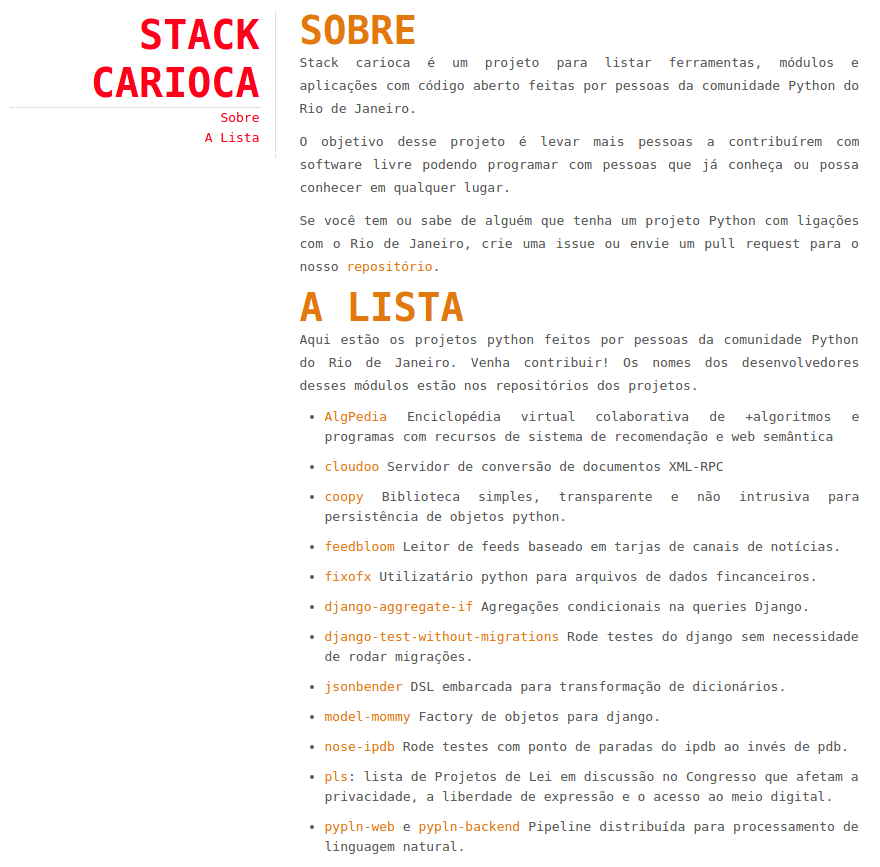 STACK
CARIOCA
Sobre
A Lista
SOBRE
Stack carioca é um projeto para listar ferramentas, módulos e
aplicações com código aberto feitas por pessoas da comunidade Python do
Rio de Janeiro.
O objetivo desse projeto é levar mais pessoas a contribuírem com
software livre podendo programar com pessoas que já conheça ou possa
conhecer em qualquer lugar.
Se você tem ou sabe de alguém que tenha um projeto Python com ligações
com o Rio de Janeiro, crie uma issue ou envie um pull request para o
nosso repositório.
A LISTA
Aqui estão os projetos python feitos por pessoas da comunidade Python
do Rio de Janeiro. Venha contribuir! Os nomes dos desenvolvedores
desses módulos estão nos repositórios dos projetos.
• AlgPedia Enciclopédia virtual colaborativa de +algoritmos e
programas com recursos de sistema de recomendação e web semântica
• cloudoo Servidor de conversão de documentos XML-RPC
• coopy Biblioteca simples, transparente e não intrusiva para
persistência de objetos python.
• feedbloom Leitor de feeds baseado em tarjas de canais de notícias.
• fixofx Utilizatário python para arquivos de dados fincanceiros.
• django-aggregate-if Agregações condicionais na queries Django.
• django-test-without-migrations Rode testes do django sem necessidade
de rodar migrações.
• jsonbender DSL embarcada para transformação de dicionários.
• model-mommy Factory de objetos para django.
• nose-ipdb Rode testes com ponto de paradas do ipdb ao invés de pdb.
• pls: lista de Projetos de Lei em discussão no Congresso que afetam a
privacidade, a liberdade de expressão e o acesso ao meio digital.
• pypln-web e pypln-backend Pipeline distribuída para processamento de
linguagem natural.